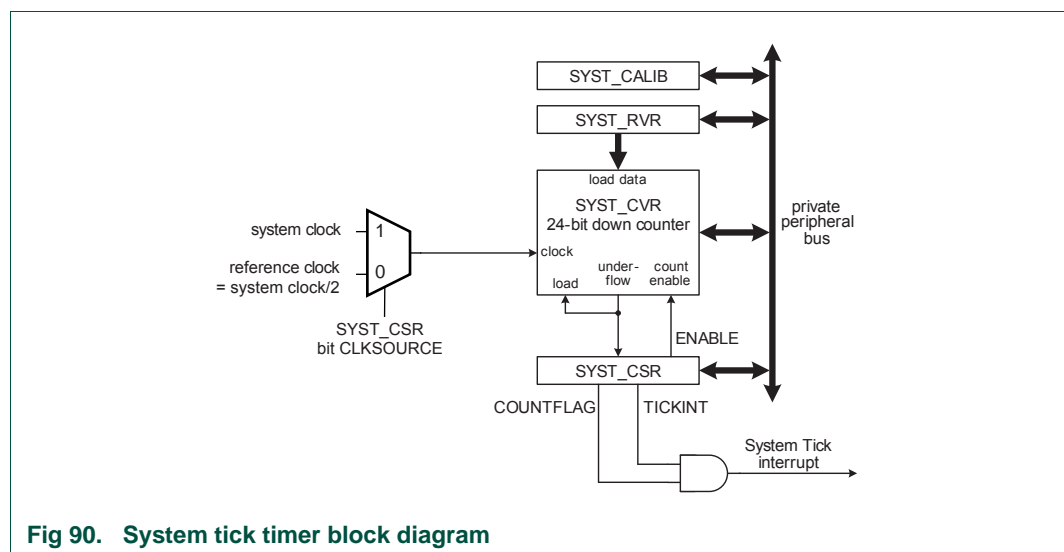 SYST_CALIB
SYST_RVR
load data
SYST_CVR
24-bit down counter
private
peripheral
bus
system clock
1
clock
reference clock
= system clock/2
0
load
under-
flow
count
enable
SYST_CSR
bit CLKSOURCE
ENABLE
SYST_CSR
COUNTFLAG
TICKINT
System Tick
interrupt
Fig 90. System tick timer block diagram